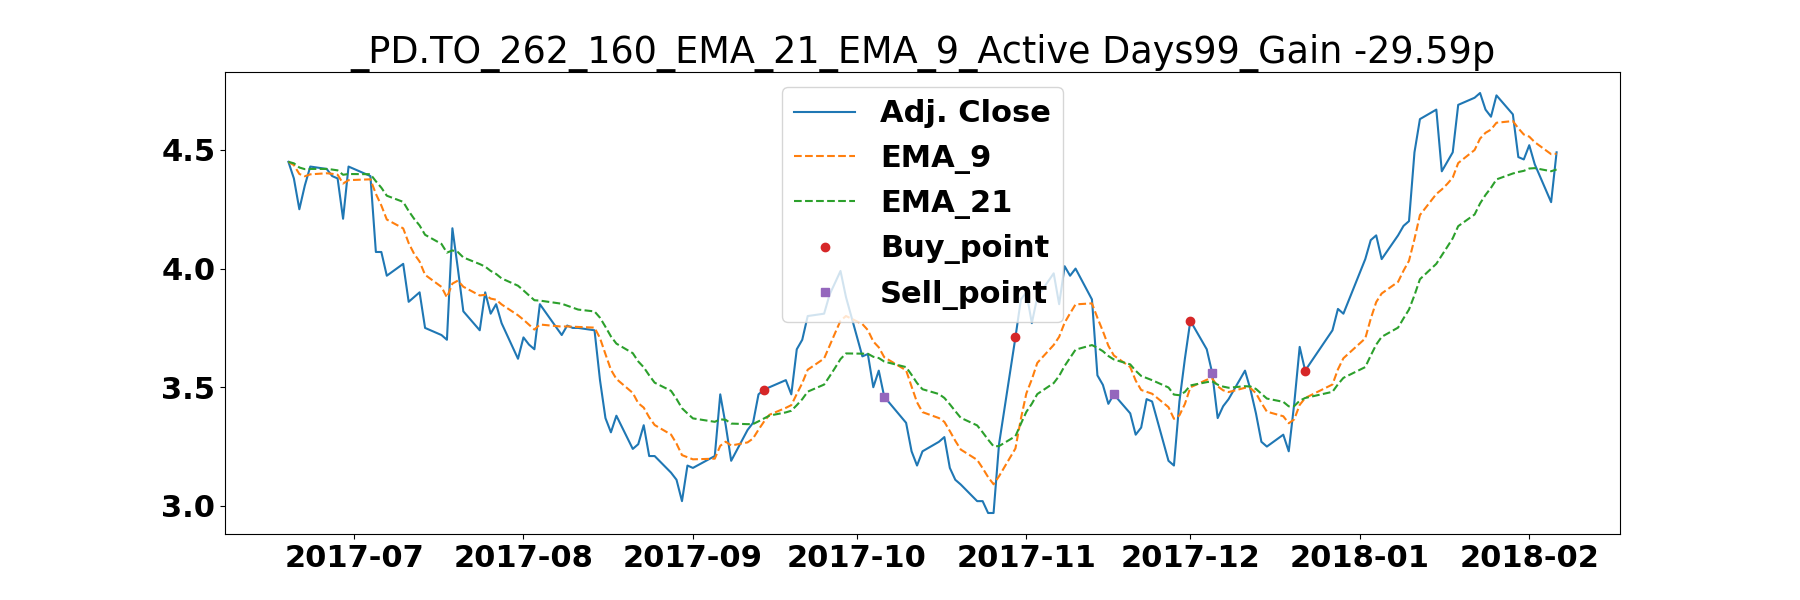 _PD.TO_262_160_EMA_21_EMA_9_Active Days99_Gain -29.59p
Adj. Close
EMA_9
EMA_21
Buy_point
Sell_point
4.5
4.0
3.5
3.0
2017-07 2017-08 2017-09 2017-10 2017-11 2017-12 2018-01 2018-02